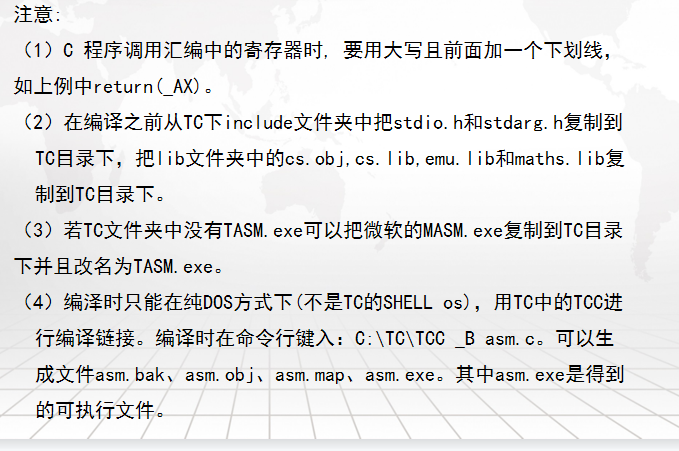 注意:
（1）C 程序调用汇编中的寄存器时, 要用大写且前面加一个下划线，
如上例中return(_AX)。
（2）在编译之前从TC下include文件夹中把stdio.h和stdarg.h复制到
TC目录下，把lib文件夹中的cs.obj,cs.lib,emu.lib和maths.lib复
制到TC目录下。
（3）若TC文件夹中没有TASM.exe可以把微软的MASM.exe复制到TC目录
下并且改名为TASM.exe。
（4）编泽时只能在纯DOS方式下(不是TC的SHELL os)，用TC中的TCC进
行编译链接。编译时在命令行键入：C:\TC\TCC _B asm.c。可以生
成文件asm.bak、asm.obj、asm.map、asm.exe。其中asm.exe是得到
的可执行文件。